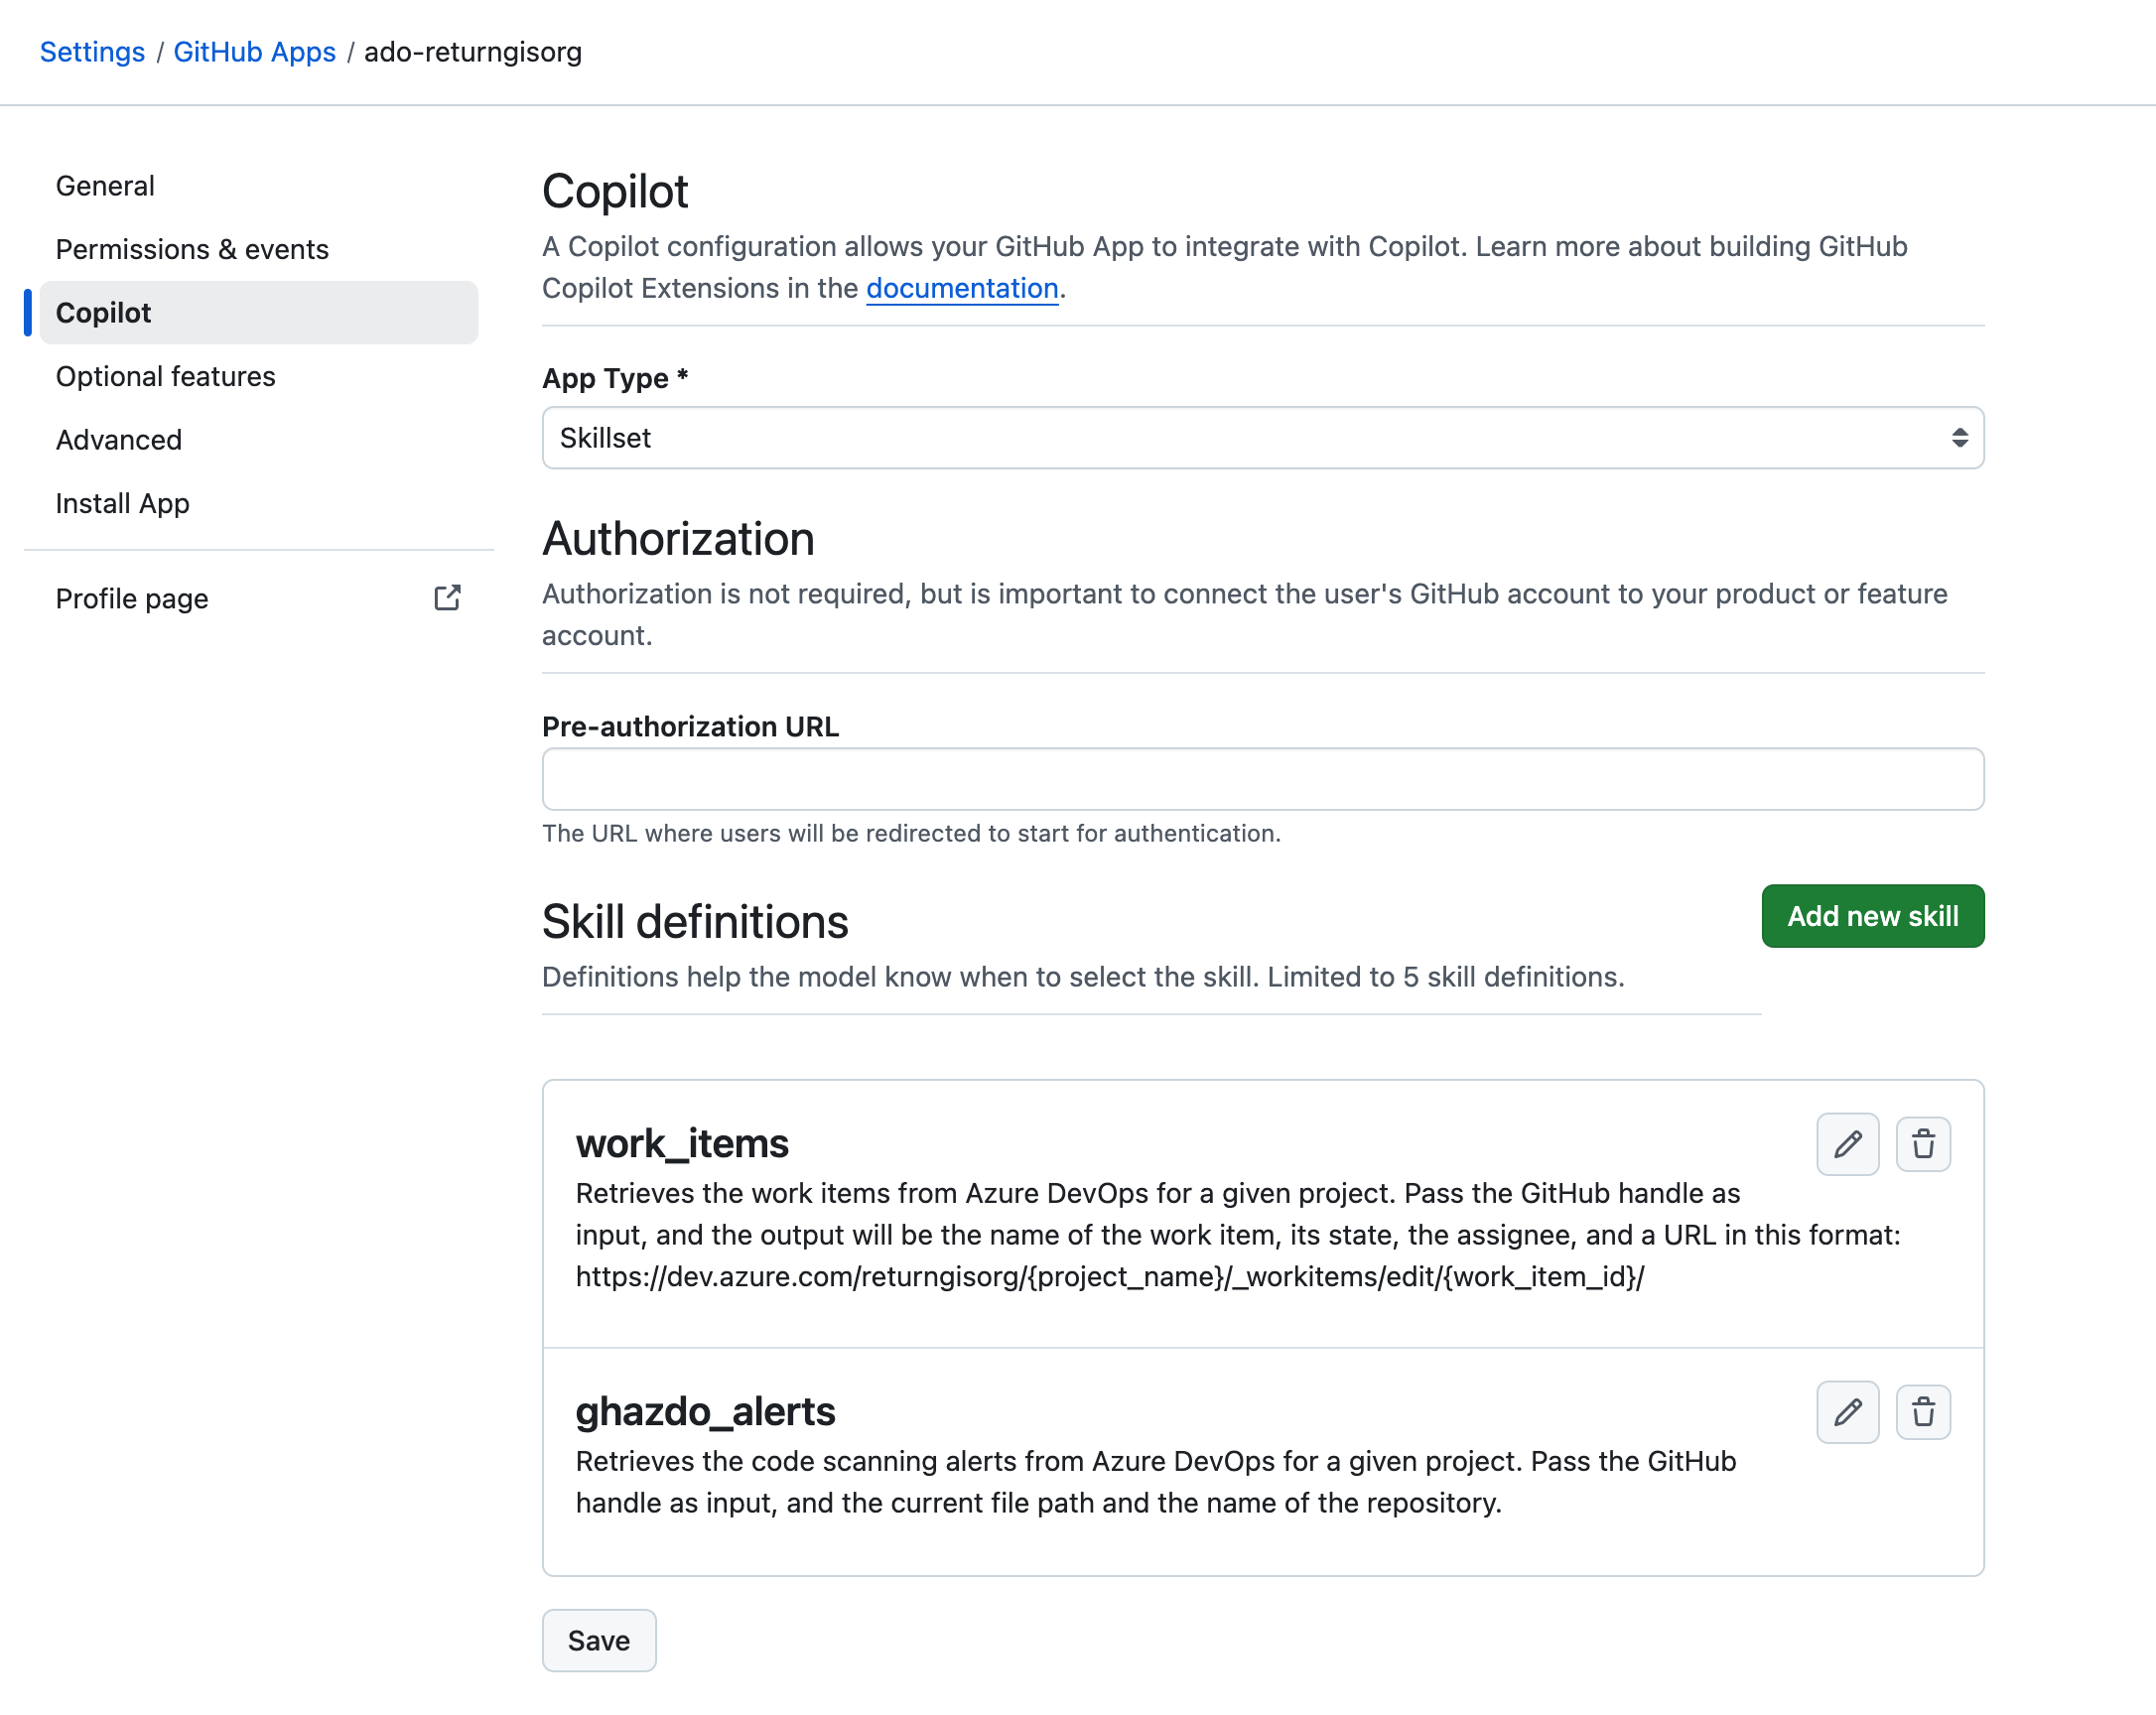 Settings / GitHub Apps / ado-returngisorg
General
Permissions & events
Copilot
Optional features
Advanced
Install App
Profile page
Copilot
A Copilot configuration allows your GitHub App to integrate with Copilot. Learn more about building GitHub
Copilot Extensions in the documentation.
App Type *
Skillset
Authorization
Authorization is not required, but is important to connect the user's GitHub account to your product or feature
account.
Pre-authorization URL
The URL where users will be redirected to start for authentication.
Skill definitions
Add new skill
Definitions help the model know when to select the skill. Limited to 5 skill definitions.
work_items
Retrieves the work items from Azure DevOps for a given project. Pass the GitHub handle as
input, and the output will be the name of the work item, its state, the assignee, and a URL in this format:
https://dev.azure.com/returngisorg/{project_name}/_workitems/edit/{work_item_id}/
ghazdo_alerts
Retrieves the code scanning alerts from Azure DevOps for a given project. Pass the GitHub
handle as input, and the current file path and the name of the repository.
Save